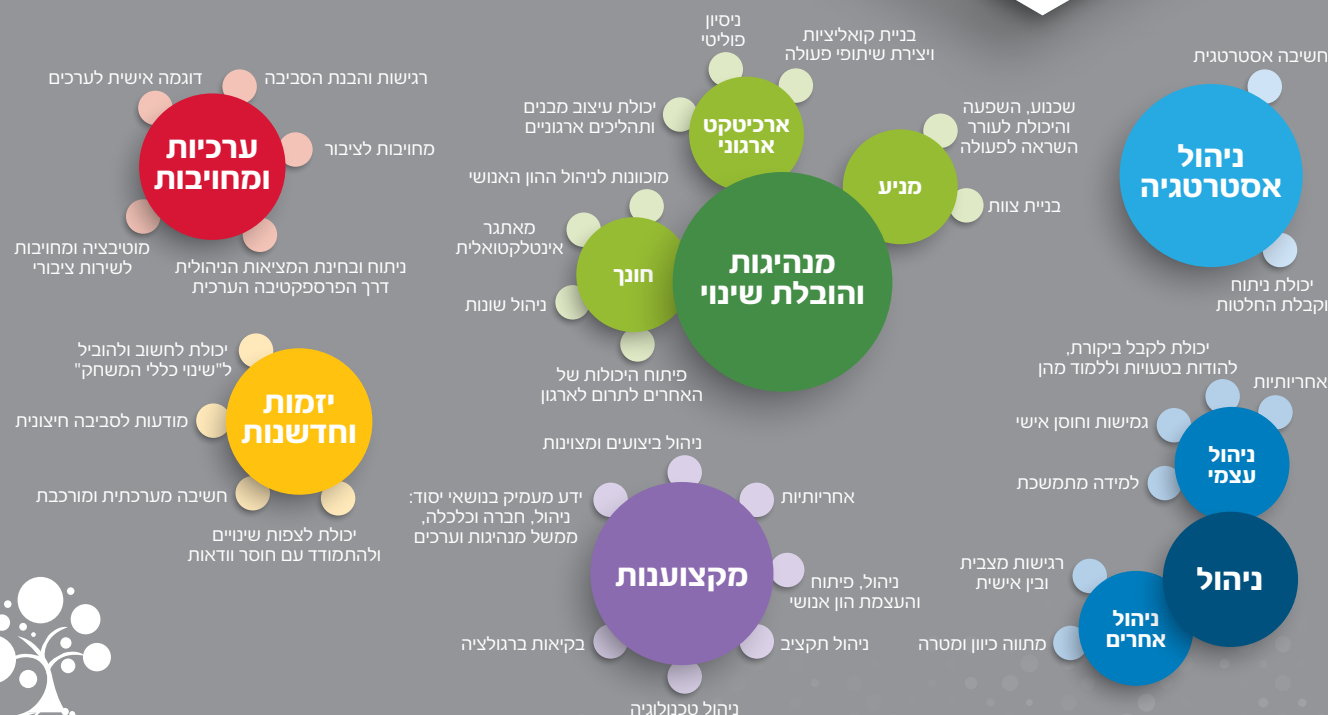 חשיבה אסטרטגית
ניהול
אסטרטגיה
יכולת ניתוח
וקבלת החלטות
ניסיון
פוליטי
בניית קואליציות
ויצירת שיתופי פעולה
יכולת עיצוב מבנים
ותהליכים ארגוניים
ארכיטקט
ארגוני
שכנוע, השפעה
והיכולת לעורר
השראה לפעולה
מניע
בניית צוות
מוכוונות לניהול ההון האנושי
מאתגר
אינטלקטואלית
חונך
ניהול שונות
פיתוח היכולות של
האחרים לתרום לארגון
מנהיגות
והובלת שינוי
רגישות והבנת הסביבה
דוגמה אישית לערכים
ערכיות
ומחויבות
מחויבות לציבור
מוטיבציה ומחויבות
לשירות ציבורי
ניתוח ובחינת המציאות הניהולית
דרך הפרספקטיבה הערכית
יכולת לקבל ביקורת,
להודות בטעויות וללמוד מהן
אחריותיות
גמישות וחוסן אישי
ניהול
עצמי
למידה מתמשכת
ניהול
רגישות מצבית
ובין אישית
ניהול
אחרים
מתווה כיוון ומטרה
ניהול ביצועים ומצוינות
אחריותיות
ידע מעמיק בנושאי יסוד:
ניהול, חברה וכלכלה,
ממשל מנהיגות וערכים
מקצוענות
ניהול, פיתוח
והעצמת הון אנושי
ניהול תקציב
בקיאות ברגולציה
ניהול טכנולוגיה
יכולת לחשוב ולהוביל
ל"שינוי כללי המשחק"
יזמות
וחדשנות
מודעות לסביבה חיצונית
חשיבה מערכתית ומורכבת
יכולת לצפות שינויים
ולהתמודד עם חוסר וודאות